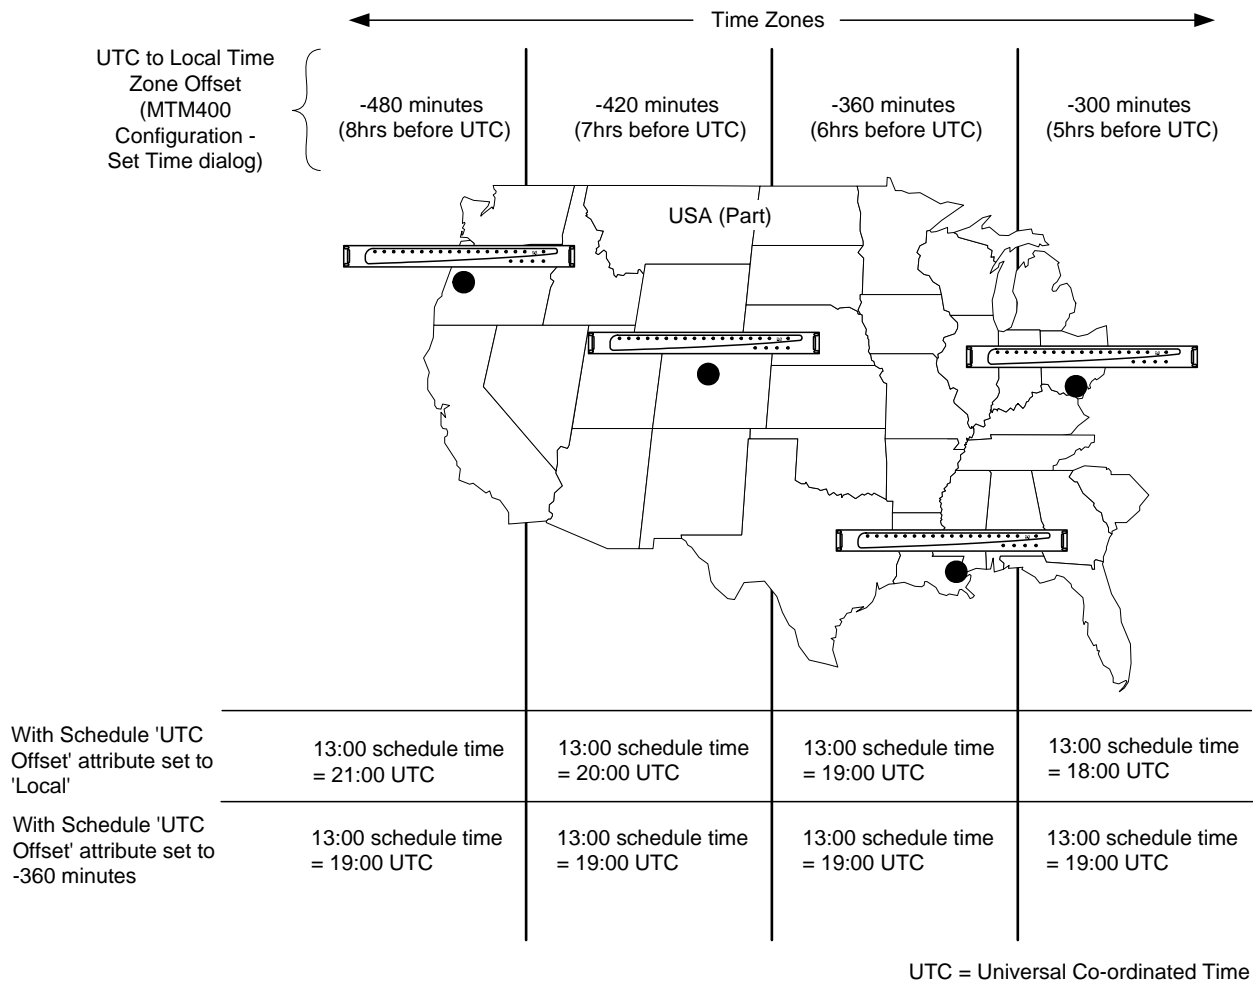 Time Zones
UTC to Local Time
Zone Offset
(MTM400
Configuration -
Set Time dialog)
-480 minutes
(8hrs before UTC)
-420 minutes
(7hrs before UTC)
-360 minutes
(6hrs before UTC)
-300 minutes
(5hrs before UTC)
USA (Part)
With Schedule 'UTC
Offset' attribute set to
'Local'
13:00 schedule time
= 21:00 UTC
13:00 schedule time
= 20:00 UTC
13:00 schedule time
= 19:00 UTC
13:00 schedule time
= 18:00 UTC
With Schedule 'UTC
Offset' attribute set to
-360 minutes
13:00 schedule time
= 19:00 UTC
13:00 schedule time
= 19:00 UTC
13:00 schedule time
= 19:00 UTC
13:00 schedule time
= 19:00 UTC
UTC = Universal Co-ordinated Time